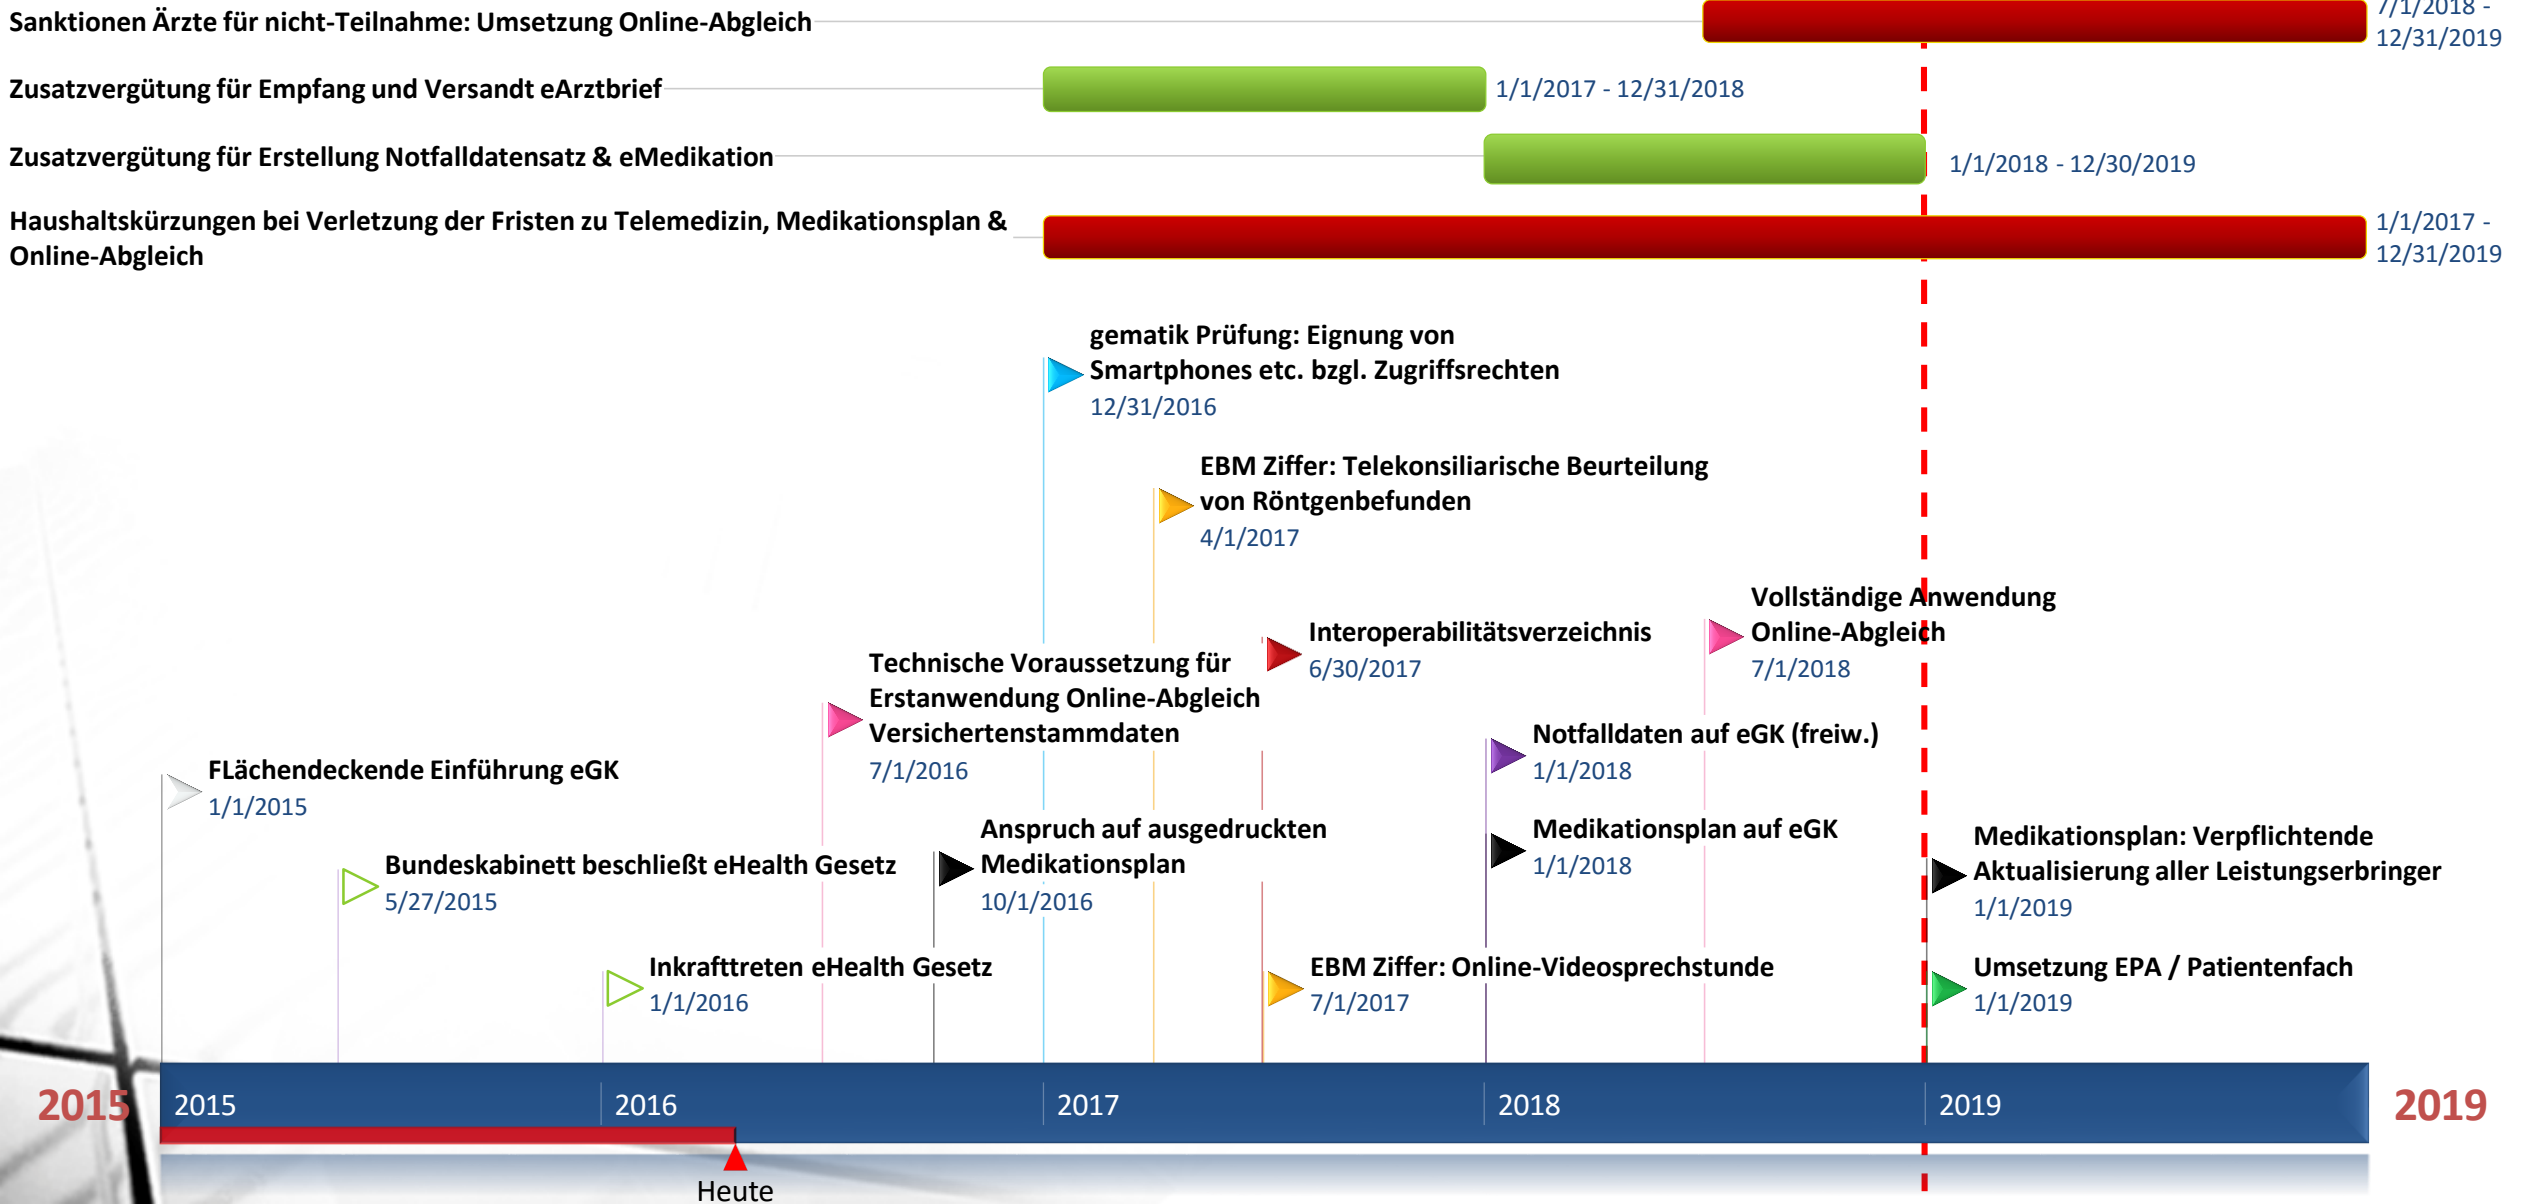 Sanktionen Ärzte für nicht-Teilnahme: Umsetzung Online-Abgleich
7/1/2018 -
12/31/2019
Zusatzvergütung für Empfang und Versandt eArztbrief
1/1/2017 - 12/31/2018
Zusatzvergütung für Erstellung Notfalldatensatz & eMedikation
1/1/2018 - 12/30/2019
Haushaltskürzungen bei Verletzung der Fristen zu Telemedizin, Medikationsplan &
Online-Abgleich
1/1/2017 -
12/31/2019
gematik Prüfung: Eignung von
Smartphones etc. bzgl. Zugriffsrechten
12/31/2016
EBM Ziffer: Telekonsiliarische Beurteilung
von Röntgenbefunden
4/1/2017
Vollständige Anwendung
Online-Abgleich
7/1/2018
Interoperabilitätsverzeichnis
6/30/2017
Technische Voraussetzung für
Erstanwendung Online-Abgleich
Versichertenstammdaten
7/1/2016
Notfalldaten auf eGK (freiw.)
1/1/2018
FLächendeckende Einführung eGK
1/1/2015
Anspruch auf ausgedruckten
Medikationsplan
10/1/2016
Medikationsplan auf eGK
1/1/2018
Medikationsplan: Verpflichtende
Aktualisierung aller Leistungserbringer
1/1/2019
Bundeskabinett beschließt eHealth Gesetz
5/27/2015
Inkrafttreten eHealth Gesetz
1/1/2016
EBM Ziffer: Online-Videosprechstunde
7/1/2017
Umsetzung EPA / Patientenfach
1/1/2019
2015
2015
2016
2017
2018
2019
2019
Heute